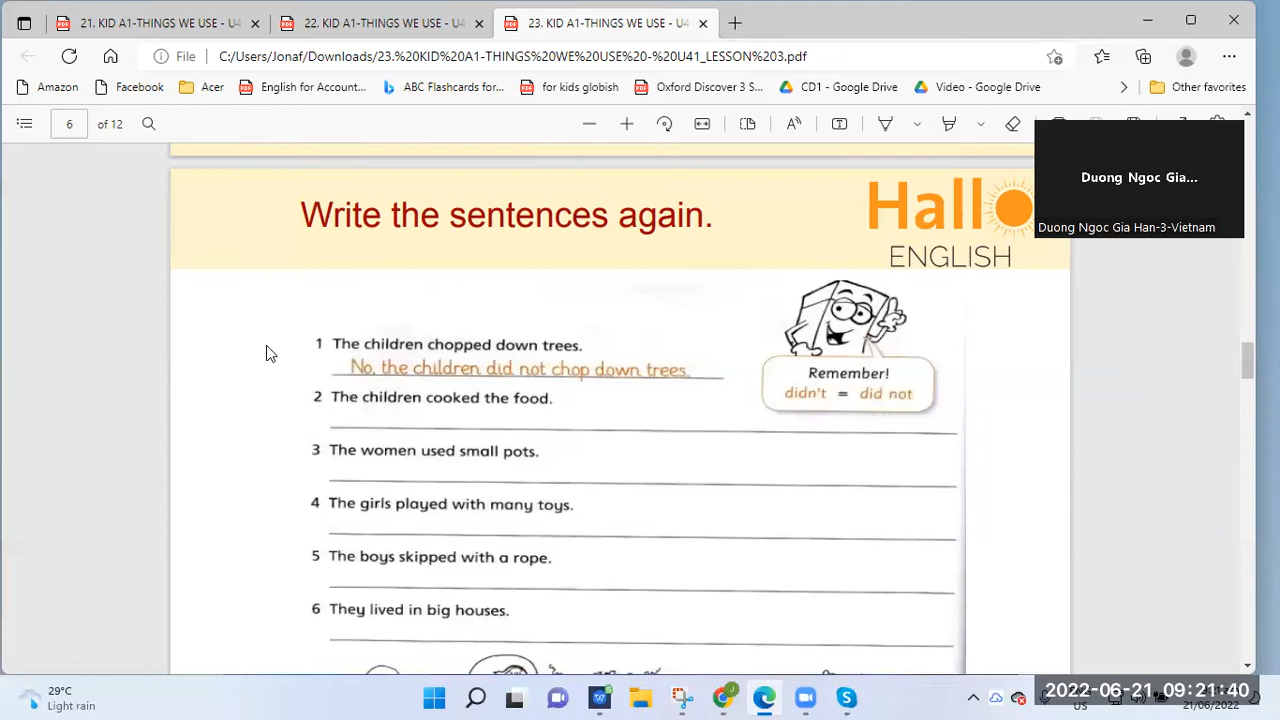 21. KID A1-THINGS WE USE - U4
22. KID A1-THINGS WE USE - U4
23. KID A1-THINGS WE USE - U4
File
C:/Users/Jonaf/Downloads/23.%20KID%20A1-THINGS%20WE%20USE%20-%20U41_LESSON%203.pdf
Amazon
Facebook
Acer
English for Account...
ABC Flashcards for...
for kids globish
Oxford Discover 3 S...
CD1 - Google Drive
Video - Google Drive
Other favorites
6 of 12
Duong Ngoc Gia...
Duong Ngoc Gia Han-3-Vietnam
Write the sentences again.
Hallo
ENGLISH
1 The children chopped down trees.
No, the children did not chop down trees.
Remember!
didn't = did not
2 The children cooked the food.
3 The women used small pots.
4 The girls played with many toys.
5 The boys skipped with a rope.
6 They lived in big houses.
29°C
Light rain
2022-06-21 09:21:40
US
21/06/2022